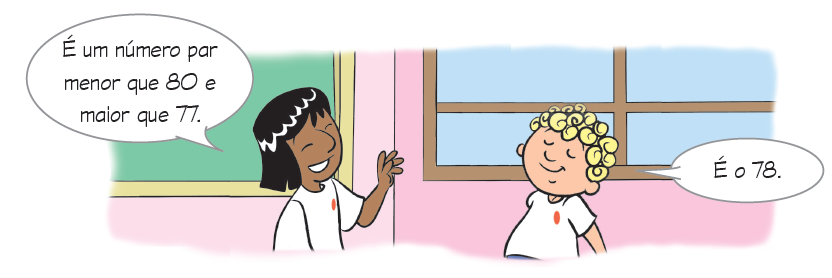 É um número par
menor que 80 e
maior que 77.
É o 78.